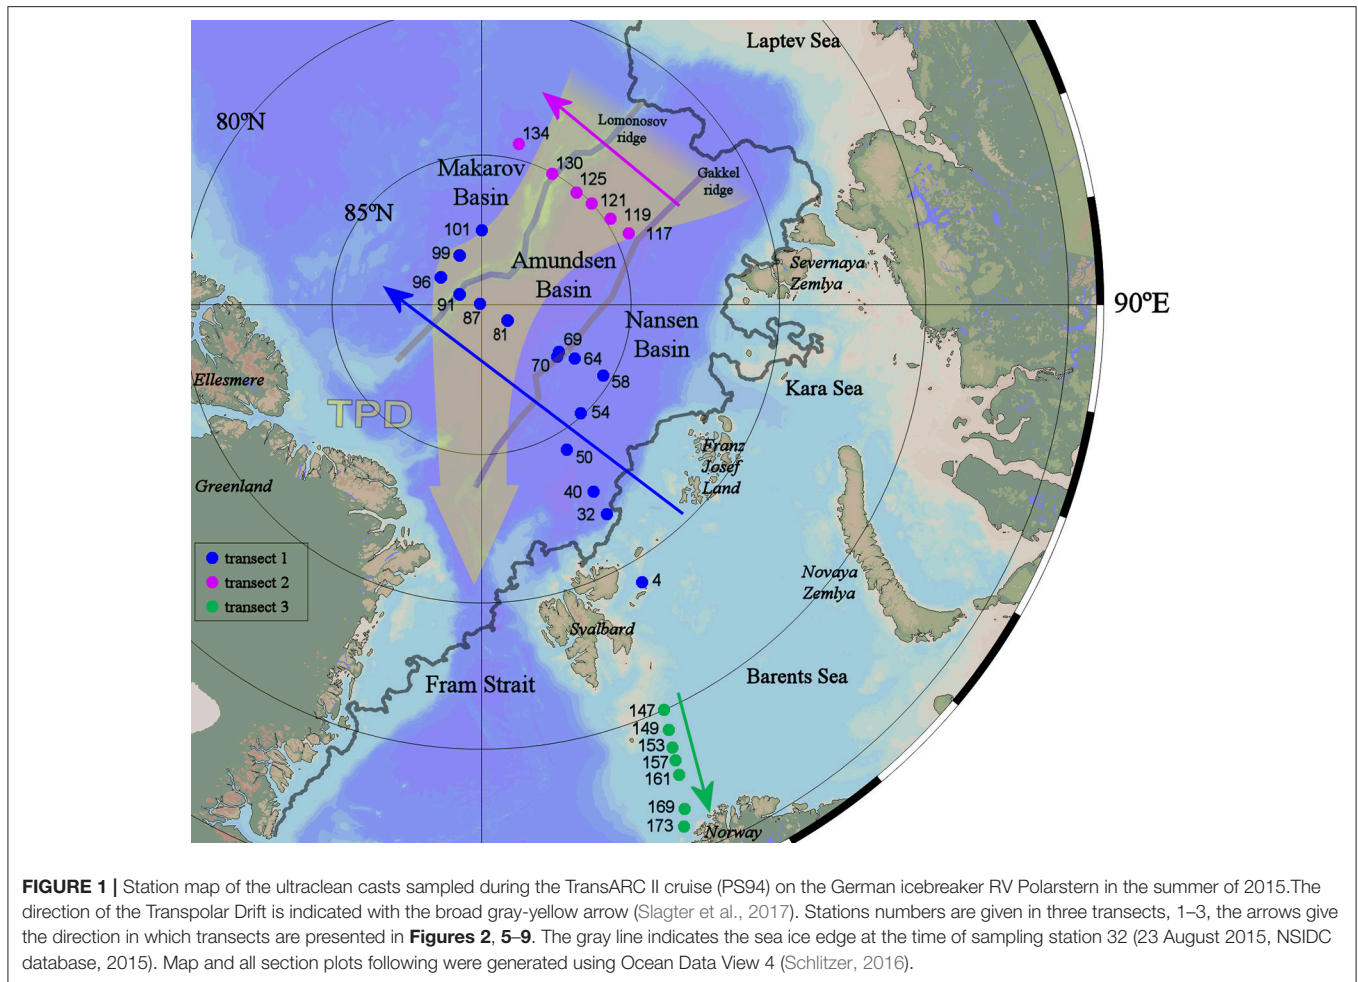 Laptev Sea
80ºN
Lomonosov
ridge
134
Makarov
Basin
130
Gakkel
ridge
125
85ºN
121
119
101
117
99
Amundsen
Basin
Severnaya
Zemlya
96
91
87
90ºE
81
Nansen
Basin
69
70
64
58
Kara Sea
Ellesmere
TPD
54
Franz
Josef
Land
50
Greenland
40
32
transect 1
transect 2
transect 3
4
Novaya
Zemlya
Svalbard
Fram Strait
Barents Sea
147
149
153
157
161
169
173
Norway
FIGURE 1 | Station map of the ultraclean casts sampled during the TransARC II cruise (PS94) on the German icebreaker RV Polarstern in the summer of 2015.The
direction of the Transpolar Drift is indicated with the broad gray-yellow arrow (Slagter et al., 2017). Stations numbers are given in three transects, 1–3, the arrows give
the direction in which transects are presented in Figures 2, 5–9. The gray line indicates the sea ice edge at the time of sampling station 32 (23 August 2015, NSIDC
database, 2015). Map and all section plots following were generated using Ocean Data View 4 (Schlitzer, 2016).